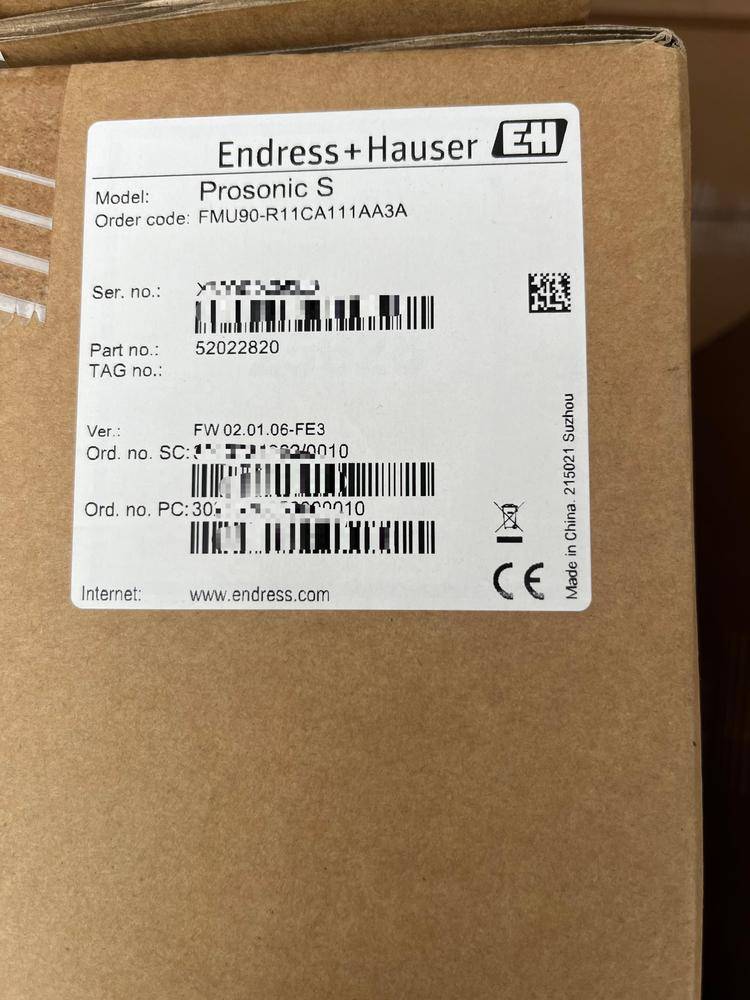 Endress+Hauser EH
Model: Prosonic S
Order code: FMU90-R11CA111AA3A
Ser. no.:
Part no.: 52022820
TAG no.:
Ver.: FW 02.01.06-FE3
Ord. no. SC: /0010
Ord. no. PC:
Internet: www.endress.com
CE
Made in China. 215021 Suzhou